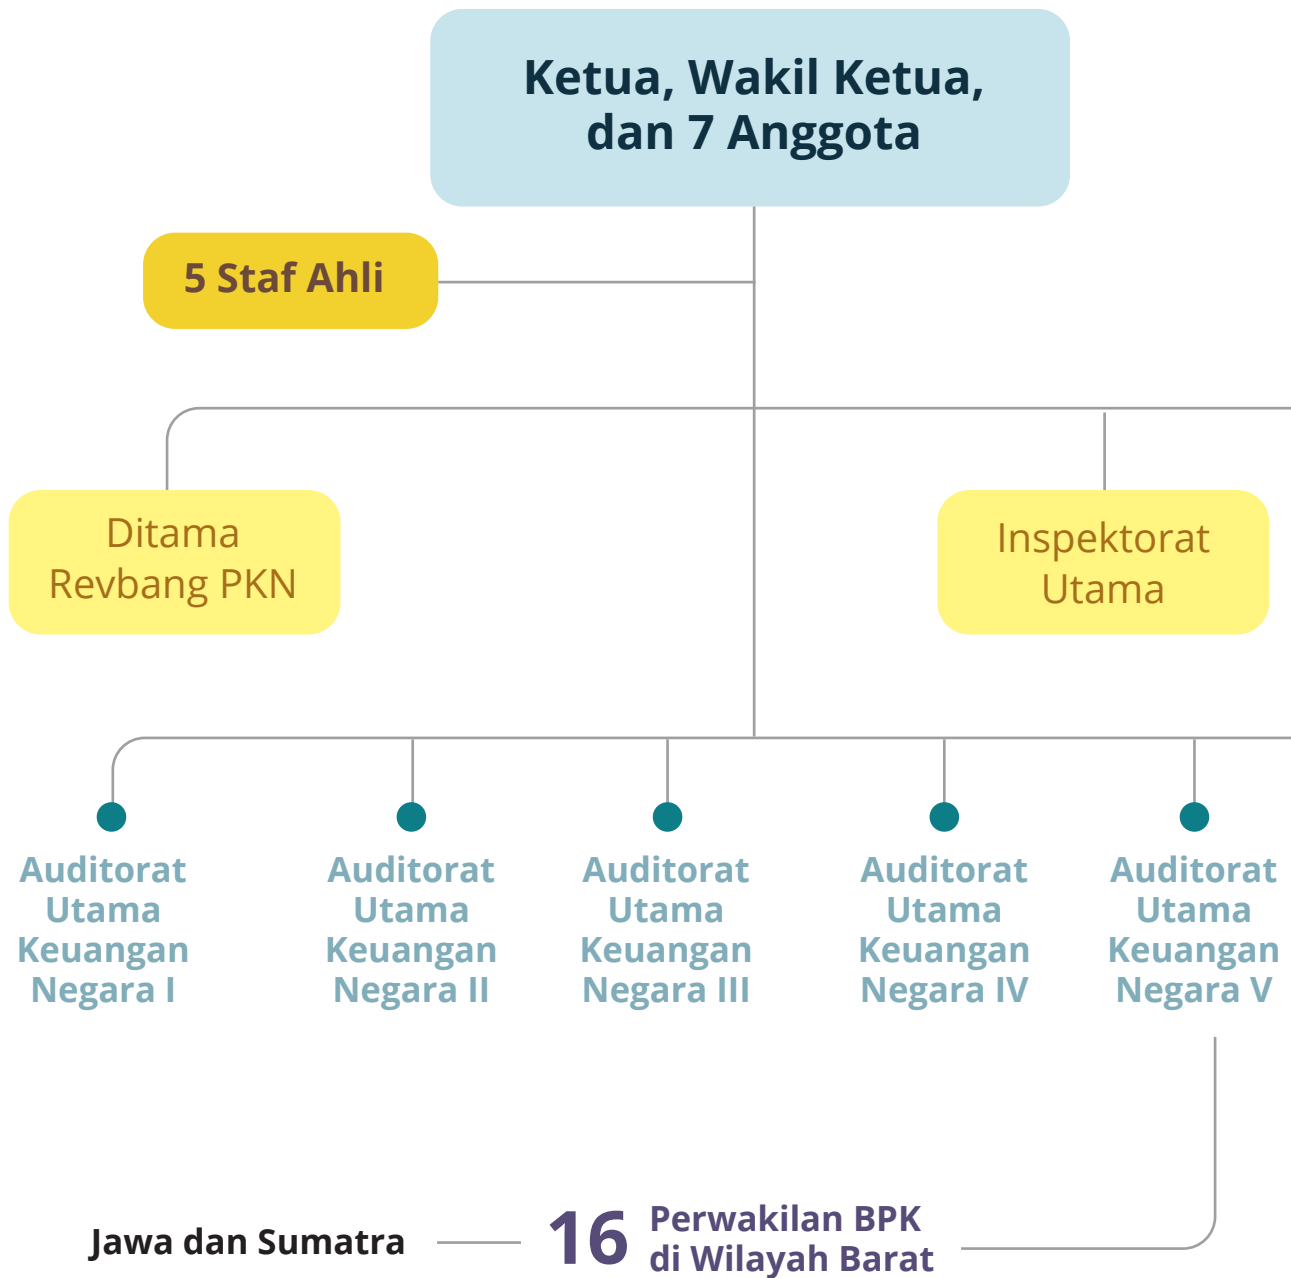 Ketua, Wakil Ketua,
dan 7 Anggota
5 Staf Ahli
Ditama
Revbang PKN
Inspektorat
Utama
Auditorat
Utama
Keuangan
Negara I
Auditorat
Utama
Keuangan
Negara II
Auditorat
Utama
Keuangan
Negara III
Auditorat
Utama
Keuangan
Negara IV
Auditorat
Utama
Keuangan
Negara V
Jawa dan Sumatra
16
Perwakilan BPK
di Wilayah Barat